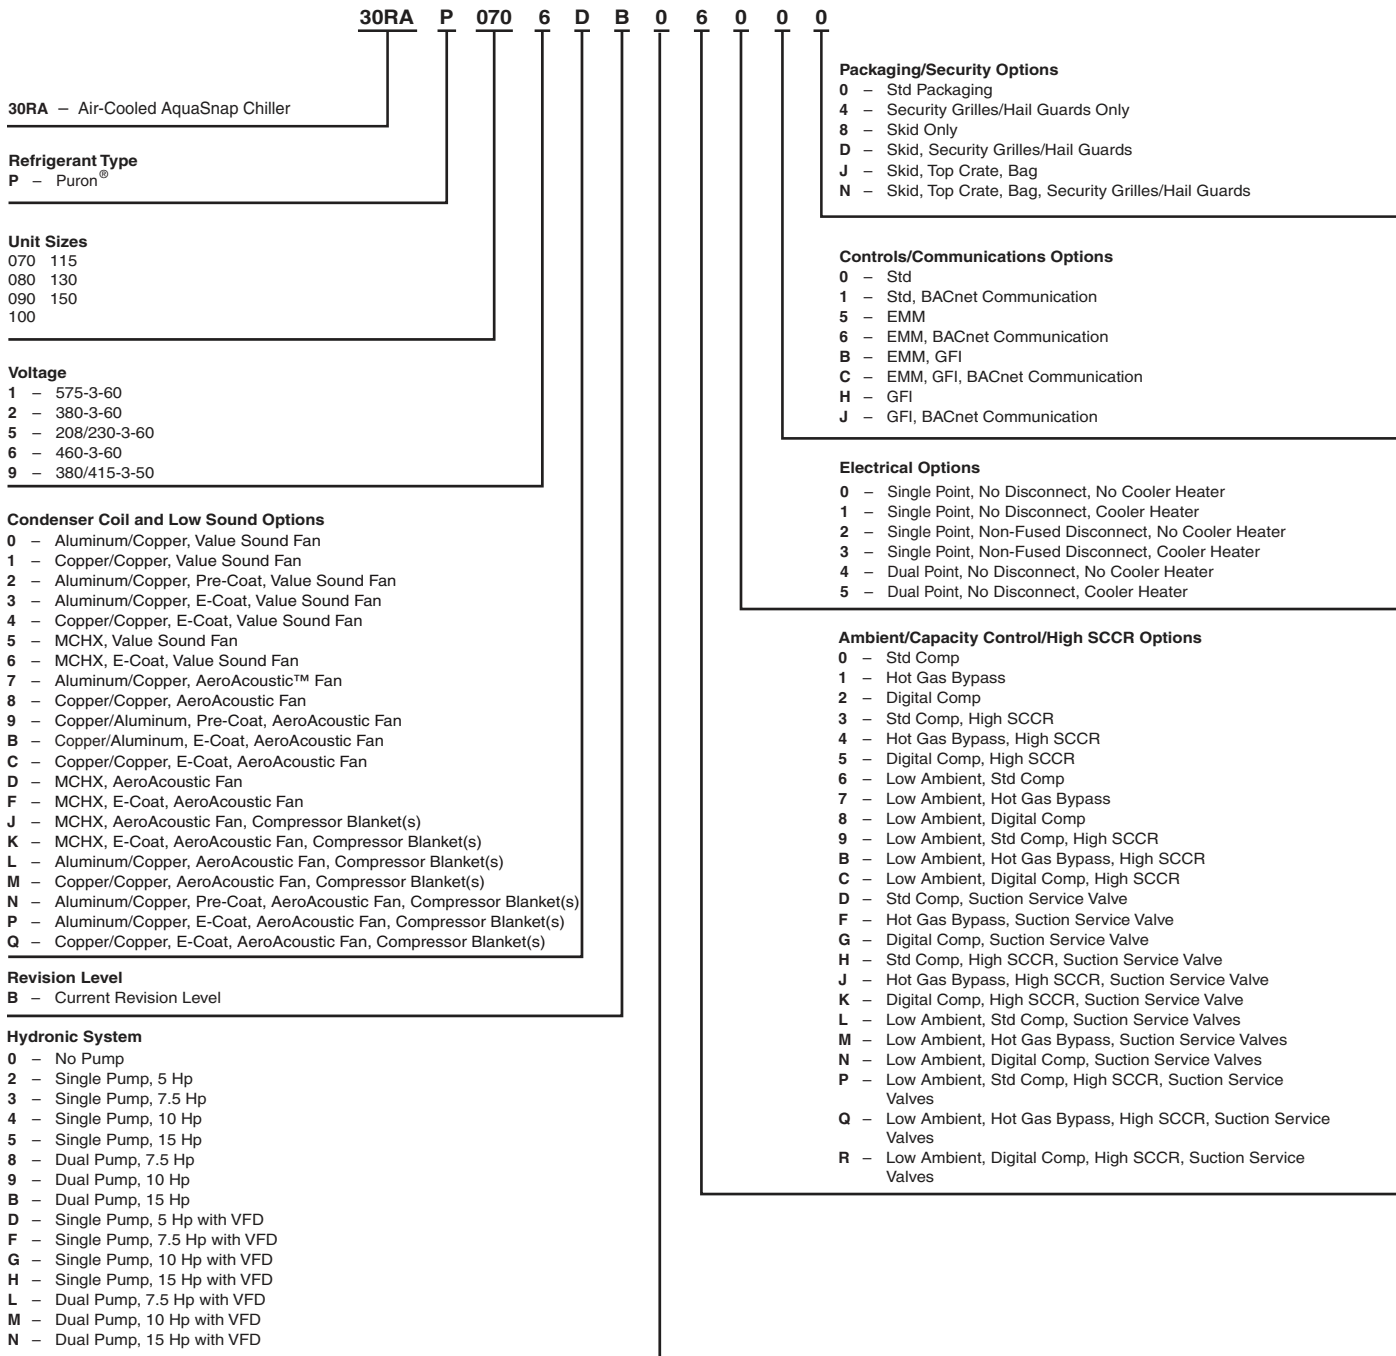 30RA P 070 6 D B 0 6 0 0 0
30RA – Air-Cooled AquaSnap Chiller
Refrigerant Type
P – Puron®
Unit Sizes
070 115
080 130
090 150
100
Voltage
1 – 575-3-60
2 – 380-3-60
5 – 208/230-3-60
6 – 460-3-60
9 – 380/415-3-50
Condenser Coil and Low Sound Options
0 – Aluminum/Copper, Value Sound Fan
1 – Copper/Copper, Value Sound Fan
2 – Aluminum/Copper, Pre-Coat, Value Sound Fan
3 – Aluminum/Copper, E-Coat, Value Sound Fan
4 – Copper/Copper, E-Coat, Value Sound Fan
5 – MCHX, Value Sound Fan
6 – MCHX, E-Coat, Value Sound Fan
7 – Aluminum/Copper, AeroAcoustic™ Fan
8 – Copper/Copper, AeroAcoustic Fan
9 – Copper/Aluminum, Pre-Coat, AeroAcoustic Fan
B – Copper/Aluminum, E-Coat, AeroAcoustic Fan
C – Copper/Copper, E-Coat, AeroAcoustic Fan
D – MCHX, AeroAcoustic Fan
F – MCHX, E-Coat, AeroAcoustic Fan
J – MCHX, AeroAcoustic Fan, Compressor Blanket(s)
K – MCHX, E-Coat, AeroAcoustic Fan, Compressor Blanket(s)
L – Aluminum/Copper, AeroAcoustic Fan, Compressor Blanket(s)
M – Copper/Copper, AeroAcoustic Fan, Compressor Blanket(s)
N – Aluminum/Copper, Pre-Coat, AeroAcoustic Fan, Compressor Blanket(s)
P – Aluminum/Copper, E-Coat, AeroAcoustic Fan, Compressor Blanket(s)
Q – Copper/Copper, E-Coat, AeroAcoustic Fan, Compressor Blanket(s)
Revision Level
B – Current Revision Level
Hydronic System
0 – No Pump
2 – Single Pump, 5 Hp
3 – Single Pump, 7.5 Hp
4 – Single Pump, 10 Hp
5 – Single Pump, 15 Hp
8 – Dual Pump, 7.5 Hp
9 – Dual Pump, 10 Hp
B – Dual Pump, 15 Hp
D – Single Pump, 5 Hp with VFD
F – Single Pump, 7.5 Hp with VFD
G – Single Pump, 10 Hp with VFD
H – Single Pump, 15 Hp with VFD
L – Dual Pump, 7.5 Hp with VFD
M – Dual Pump, 10 Hp with VFD
N – Dual Pump, 15 Hp with VFD
Packaging/Security Options
0 – Std Packaging
4 – Security Grilles/Hail Guards Only
8 – Skid Only
D – Skid, Security Grilles/Hail Guards
J – Skid, Top Crate, Bag
N – Skid, Top Crate, Bag, Security Grilles/Hail Guards
Controls/Communications Options
0 – Std
1 – Std, BACnet Communication
5 – EMM
6 – EMM, BACnet Communication
B – EMM, GFI
C – EMM, GFI, BACnet Communication
H – GFI
J – GFI, BACnet Communication
Electrical Options
0 – Single Point, No Disconnect, No Cooler Heater
1 – Single Point, No Disconnect, Cooler Heater
2 – Single Point, Non-Fused Disconnect, No Cooler Heater
3 – Single Point, Non-Fused Disconnect, Cooler Heater
4 – Dual Point, No Disconnect, No Cooler Heater
5 – Dual Point, No Disconnect, Cooler Heater
Ambient/Capacity Control/High SCCR Options
0 – Std Comp
1 – Hot Gas Bypass
2 – Digital Comp
3 – Std Comp, High SCCR
4 – Hot Gas Bypass, High SCCR
5 – Digital Comp, High SCCR
6 – Low Ambient, Std Comp
7 – Low Ambient, Hot Gas Bypass
8 – Low Ambient, Digital Comp
9 – Low Ambient, Std Comp, High SCCR
B – Low Ambient, Hot Gas Bypass, High SCCR
C – Low Ambient, Digital Comp, High SCCR
D – Std Comp, Suction Service Valve
F – Hot Gas Bypass, Suction Service Valve
G – Digital Comp, Suction Service Valve
H – Std Comp, High SCCR, Suction Service Valve
J – Hot Gas Bypass, High SCCR, Suction Service Valve
K – Digital Comp, High SCCR, Suction Service Valve
L – Low Ambient, Std Comp, Suction Service Valves
M – Low Ambient, Hot Gas Bypass, Suction Service Valves
N – Low Ambient, Digital Comp, Suction Service Valves
P – Low Ambient, Std Comp, High SCCR, Suction Service
Valves
Q – Low Ambient, Hot Gas Bypass, High SCCR, Suction Service
Valves
R – Low Ambient, Digital Comp, High SCCR, Suction Service
Valves